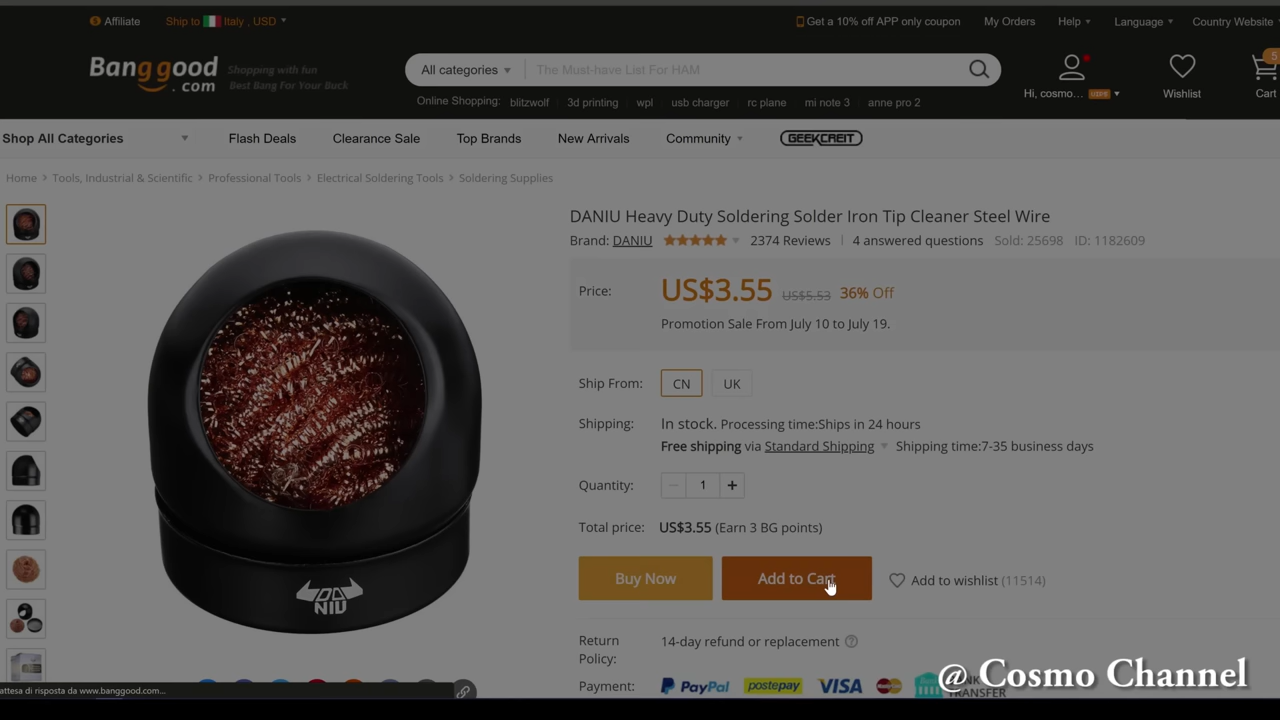 Affiliate Ship to Italy , USD Get a 10% off APP only coupon My Orders Help Language Country Website
Banggood.com Shopping with fun
Best Bang For Your Buck
All categories The Must-have List For HAM
Hi, cosmo... Wishlist Cart
Online Shopping: blitzwolf 3d printing wpl usb charger rc plane mi note 3 anne pro 2
Shop All Categories Flash Deals Clearance Sale Top Brands New Arrivals Community GEEKCREIT
Home > Tools, Industrial & Scientific > Professional Tools > Electrical Soldering Tools > Soldering Supplies
DANIU Heavy Duty Soldering Solder Iron Tip Cleaner Steel Wire
Brand: DANIU 2374 Reviews | 4 answered questions Sold: 25698 ID: 1182609
Price: US$3.55 US$5.53 36% Off
Promotion Sale From July 10 to July 19.
Ship From: CN UK
Shipping: In stock. Processing time:Ships in 24 hours
Free shipping via Standard Shipping Shipping time:7-35 business days
Quantity: − 1 +
Total price: US$3.55 (Earn 3 BG points)
Buy Now Add to Cart Add to wishlist (11514)
DANIU
Return Policy: 14-day refund or replacement ?
Payment: PayPal postepay VISA TRANSFER
attesa di risposta da www.banggood.com...
@ Cosmo Channel